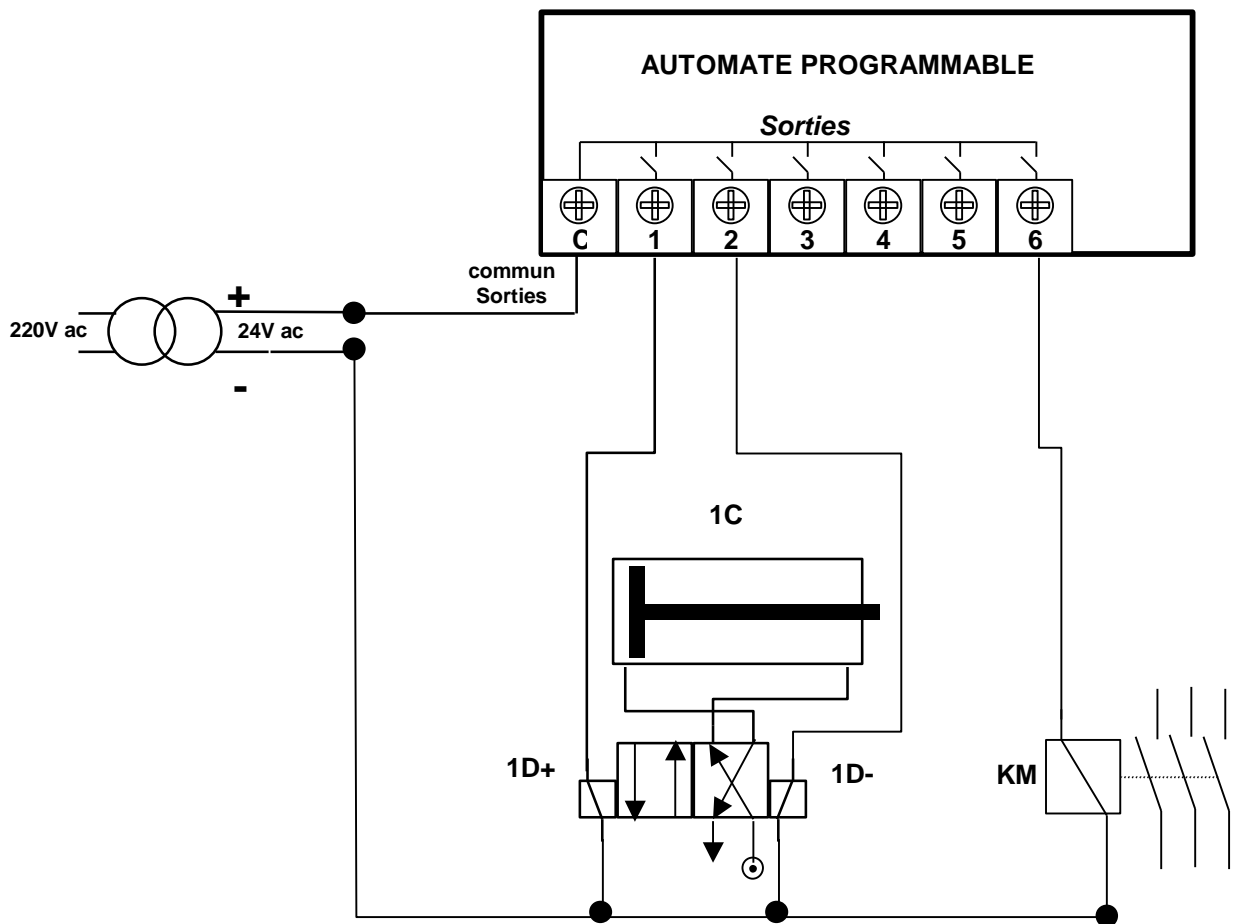 AUTOMATE PROGRAMMABLE
Sorties
C 1 2 3 4 5 6
commun
Sorties
+
220V ac 24V ac
-
1C
1D+ 1D- KM